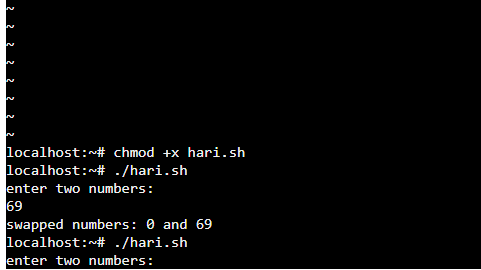 ~
~
~
~
~
~
~
~
localhost:~# chmod +x hari.sh
localhost:~# ./hari.sh
enter two numbers:
69
swapped numbers: 0 and 69
localhost:~# ./hari.sh
enter two numbers: